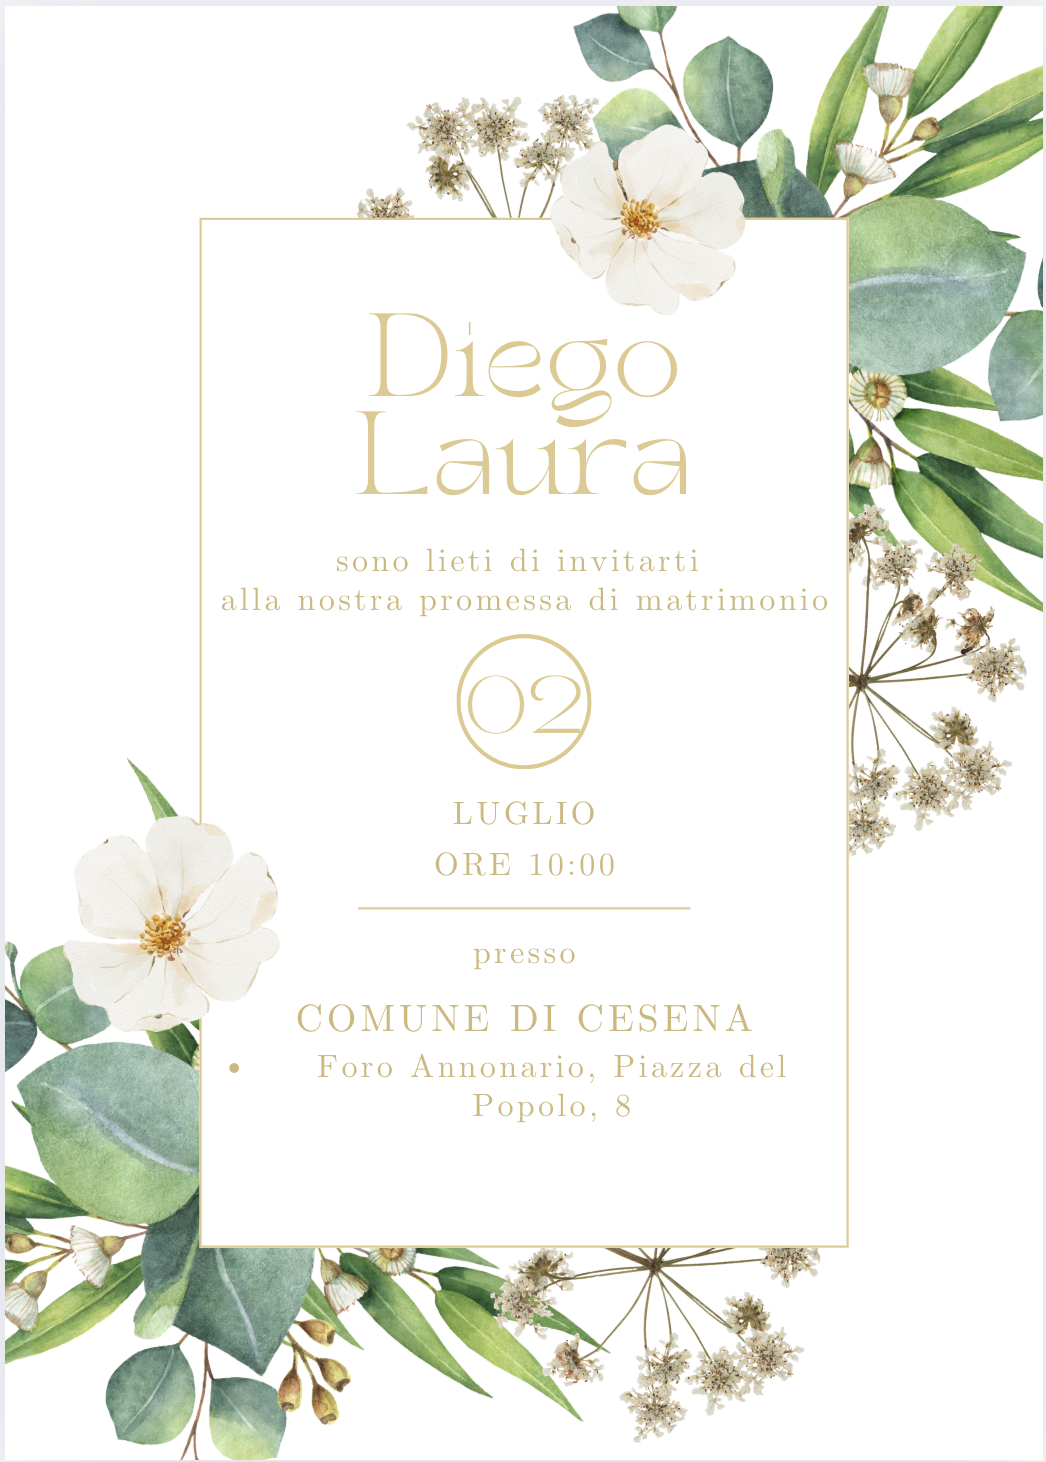 Diego
Laura
sono lieti di invitarti
alla nostra promessa di matrimonio
02
LUGLIO
ORE 10:00
presso
COMUNE DI CESENA
• Foro Annonario, Piazza del
Popolo, 8